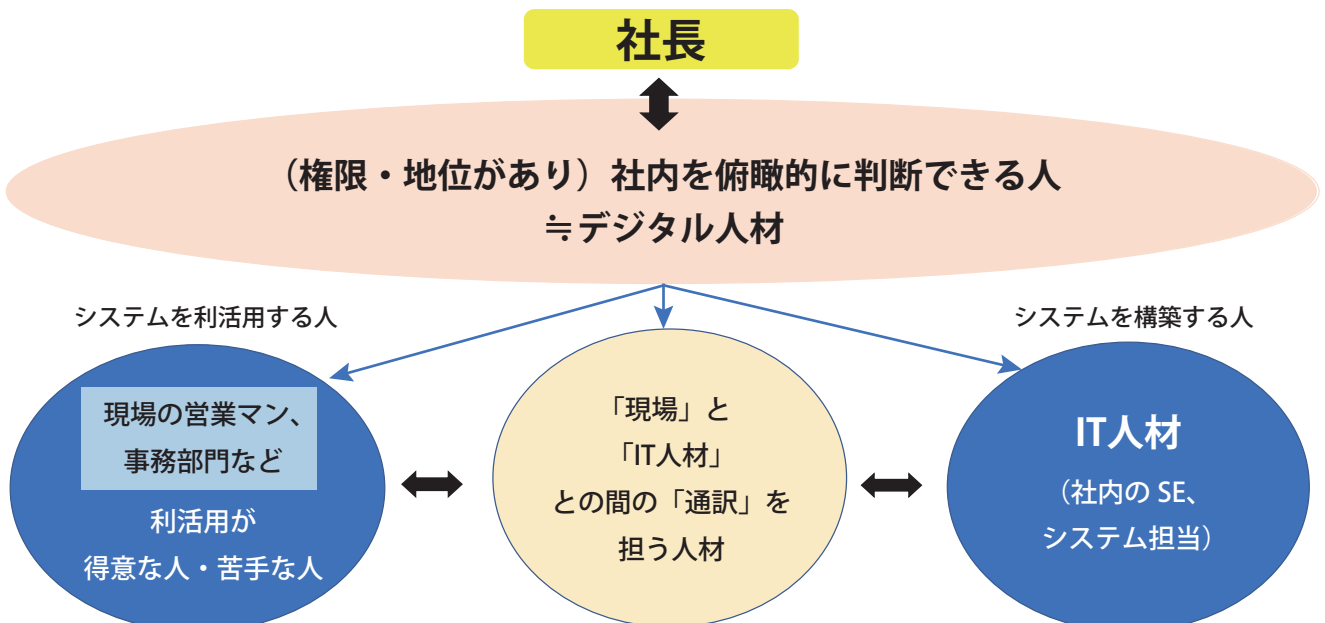 社長
（権限・地位があり）社内を俯瞰的に判断できる人
≒デジタル人材
システムを利活用する人
システムを構築する人
現場の営業マン、
事務部門など
利活用が
得意な人・苦手な人
「現場」と
「IT人材」
との間の「通訳」を
担う人材
IT人材
（社内の SE、
システム担当）